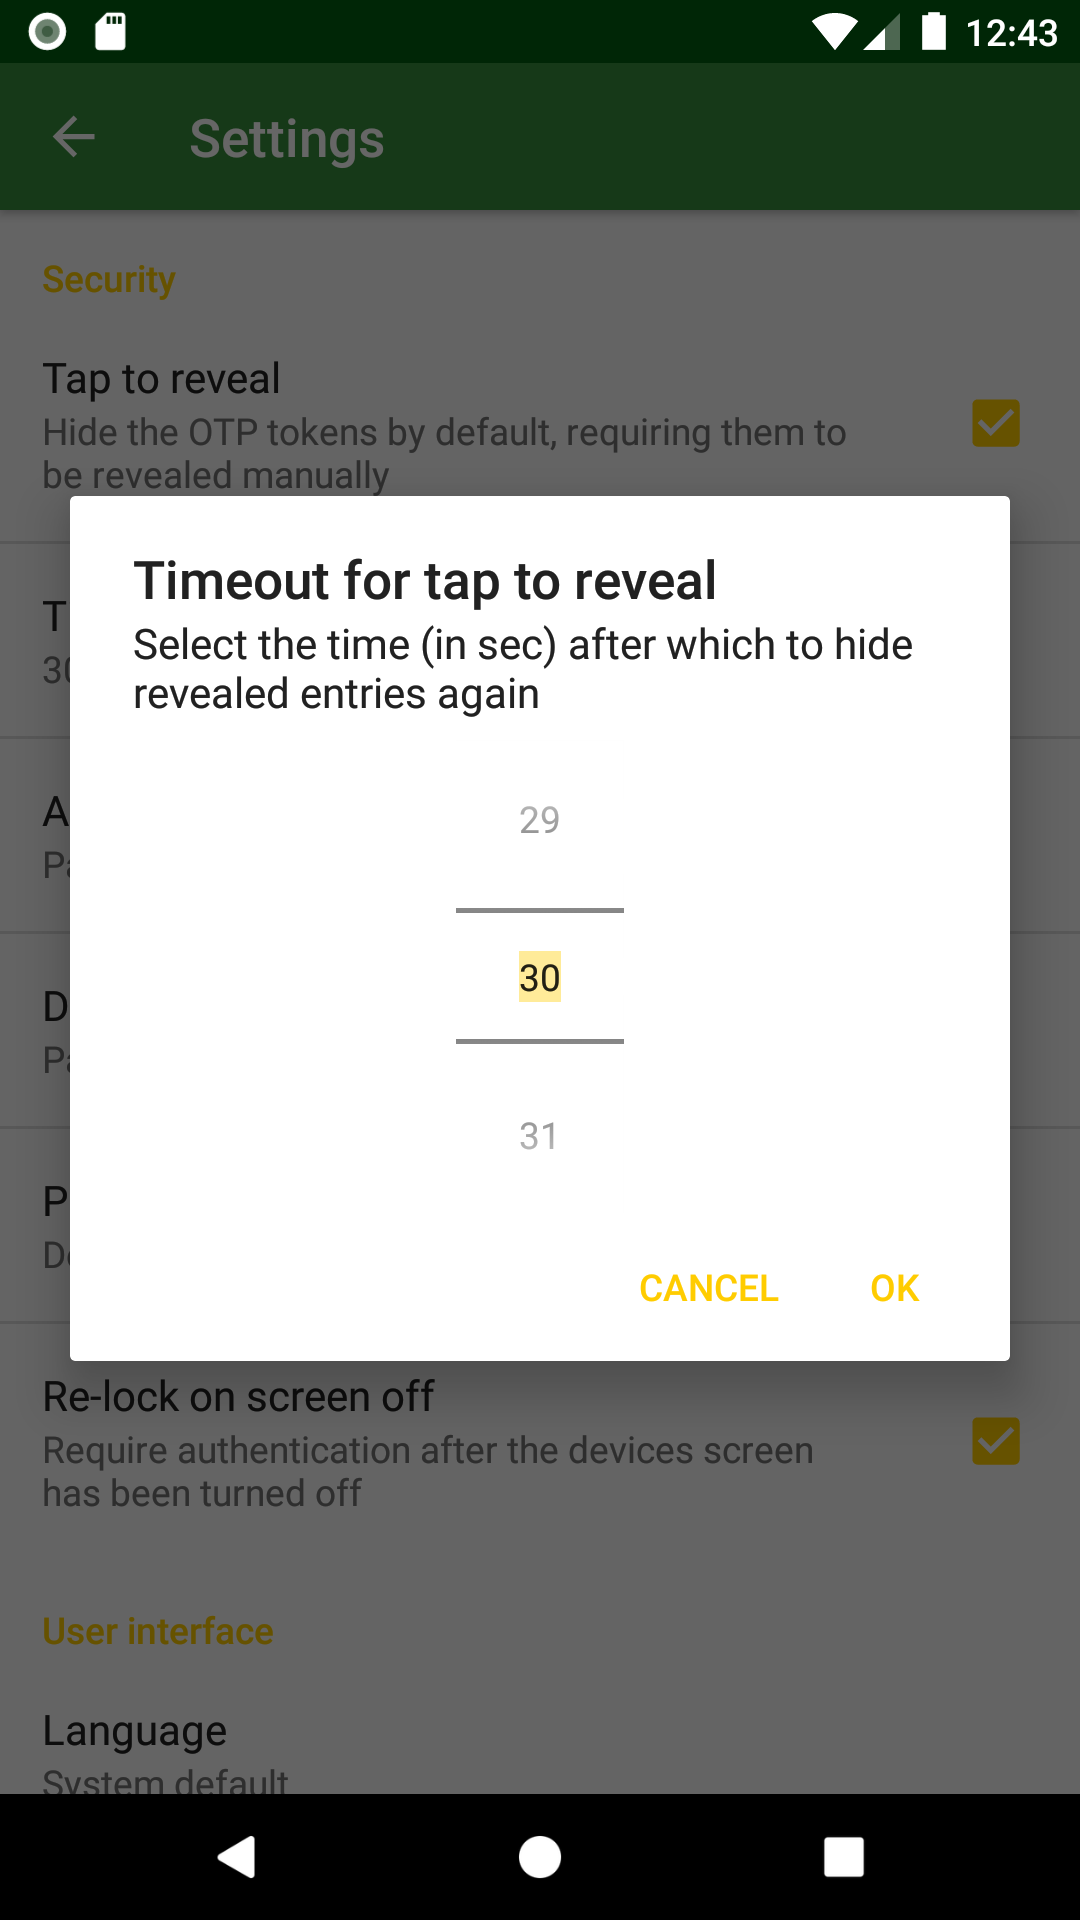 12:43
Settings
Security
Tap to reveal
Hide the OTP tokens by default, requiring them to
be revealed manually
Timeout for tap to reveal
Select the time (in sec) after which to hide
revealed entries again
29
30
31
CANCEL
OK
Re-lock on screen off
Require authentication after the devices screen
has been turned off
User interface
Language
System default